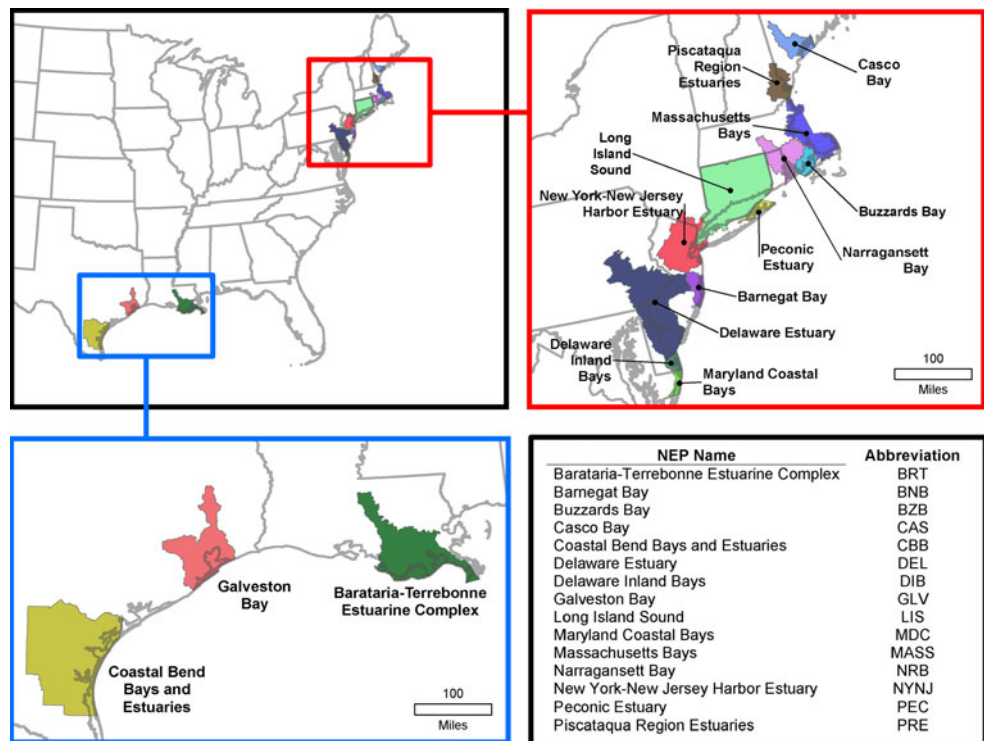 Piscataqua
Region
Estuaries
Casco
Bay
Massachusetts
Bays
Long
Island
Sound
New York-New Jersey
Harbor Estuary
Buzzards Bay
Peconic
Estuary
Narragansett
Bay
Barnegat Bay
Delaware Estuary
Delaware
Inland
Bays
Maryland Coastal
Bays
100
Miles
Galveston
Bay
Barataria-Terrebonne
Estuarine Complex
Coastal Bend
Bays and
Estuaries
100
Miles
NEP Name Abbreviation
Barataria-Terrebonne Estuarine Complex BRT
Barnegat Bay BNB
Buzzards Bay BZB
Casco Bay CAS
Coastal Bend Bays and Estuaries CBB
Delaware Estuary DEL
Delaware Inland Bays DIB
Galveston Bay GLV
Long Island Sound LIS
Maryland Coastal Bays MDC
Massachusetts Bays MASS
Narragansett Bay NRB
New York-New Jersey Harbor Estuary NYNJ
Peconic Estuary PEC
Piscataqua Region Estuaries PRE